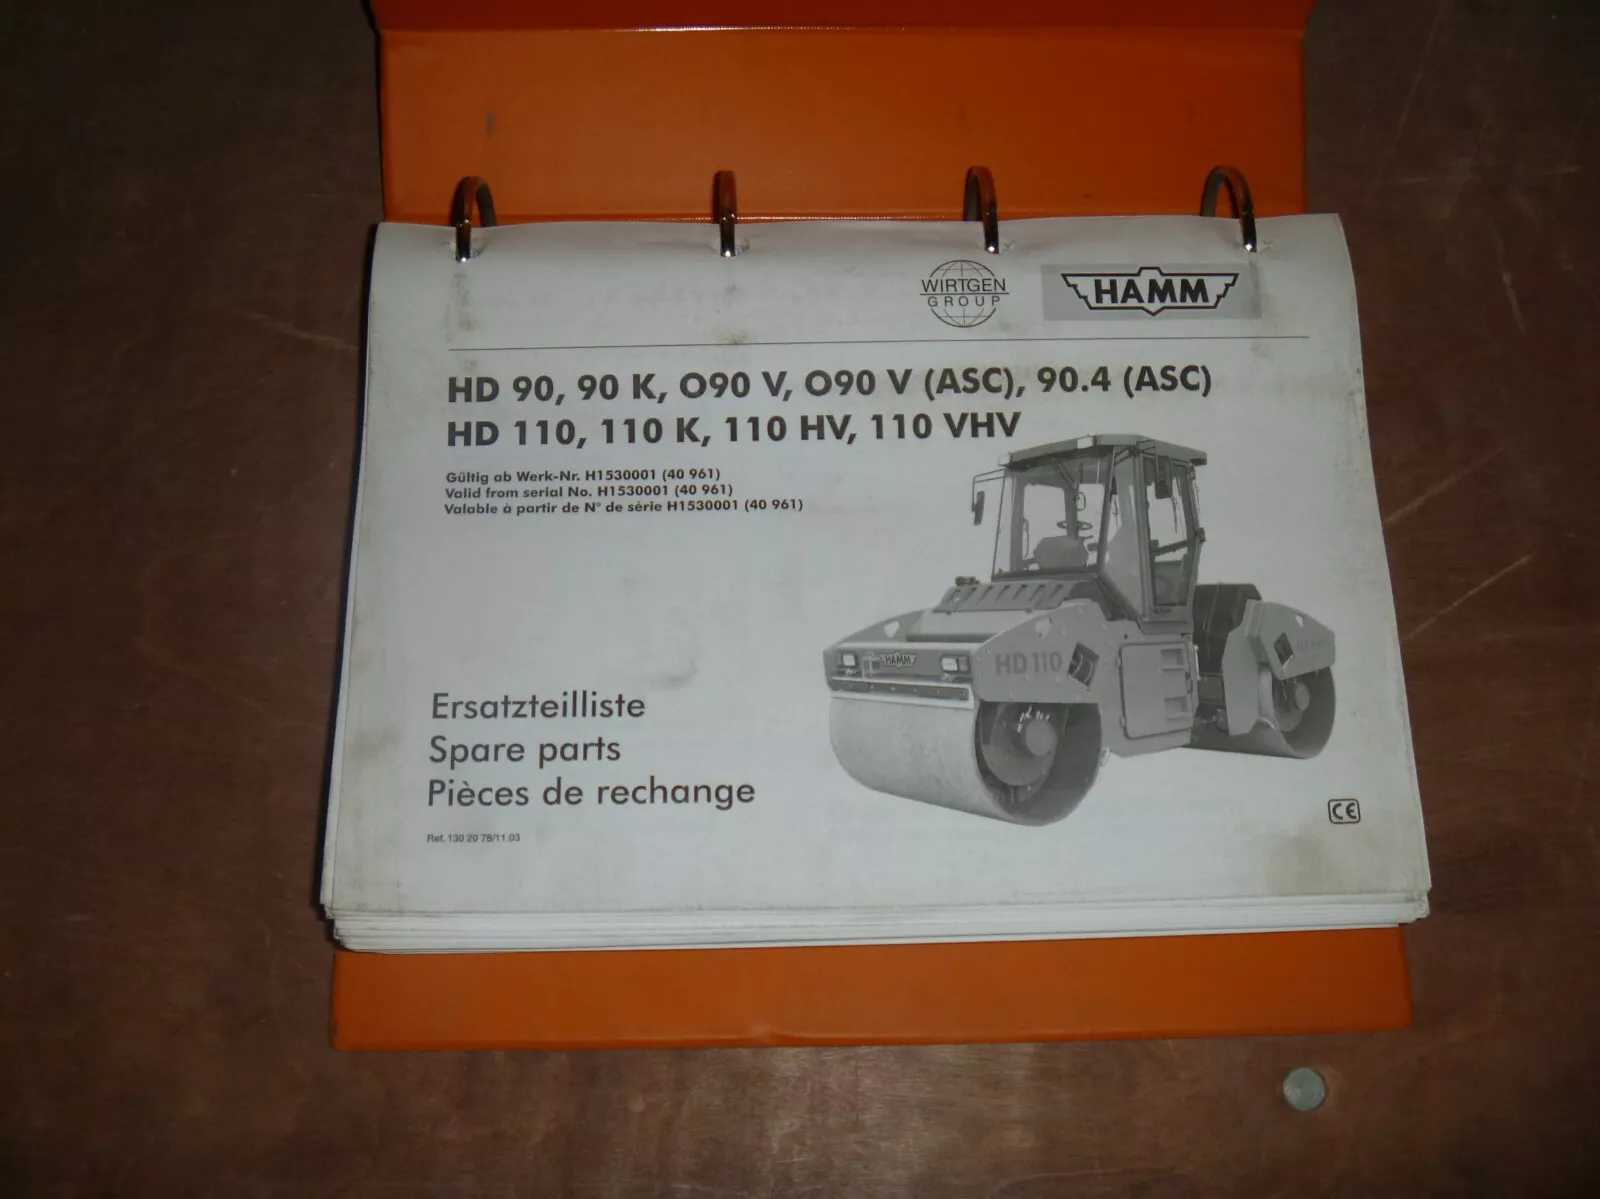 WIRTGEN
GROUP
HAMM
HD 90, 90 K, O90 V, O90 V (ASC), 90.4 (ASC)
HD 110, 110 K, 110 HV, 110 VHV
Gültig ab Werk-Nr. H1530001 (40 961)
Valid from serial No. H1530001 (40 961)
Valable à partir de N° de série H1530001 (40 961)
HAMM
HD 110
HAMM
Ersatzteilliste
Spare parts
Pièces de rechange
CE
Ref. 130 20 78/11.03